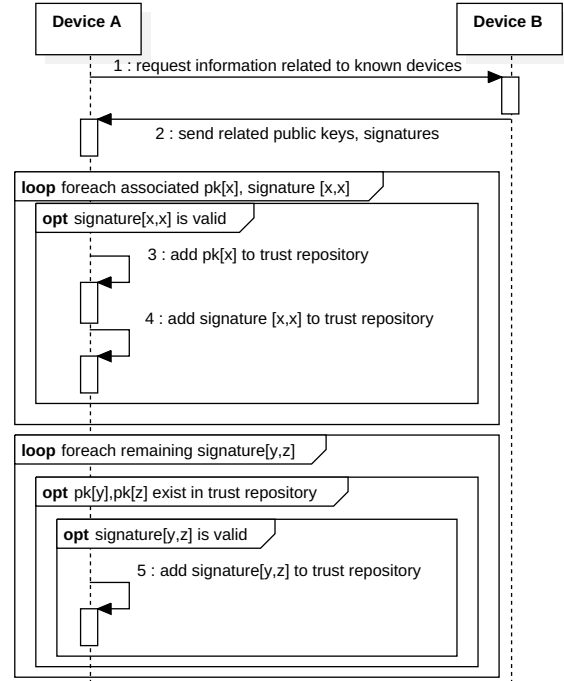 Device A
Device B
1 : request information related to known devices
2 : send related public keys, signatures
loop foreach associated pk[x], signature [x,x]
opt signature[x,x] is valid
3 : add pk[x] to trust repository
4 : add signature [x,x] to trust repository
loop foreach remaining signature[y,z]
opt pk[y],pk[z] exist in trust repository
opt signature[y,z] is valid
5 : add signature[y,z] to trust repository